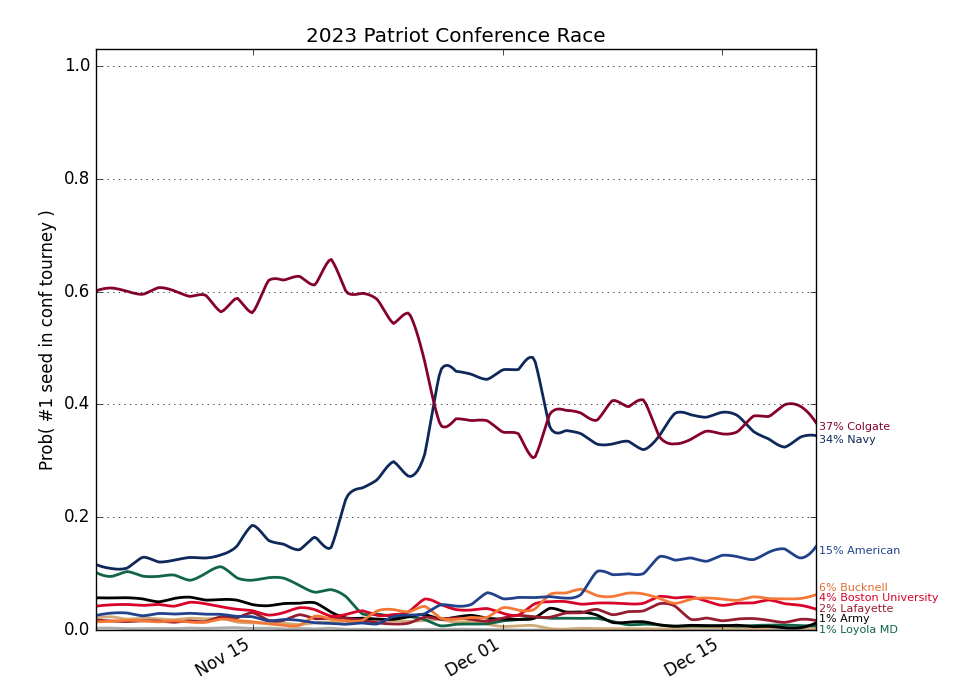 2023 Patriot Conference Race
Prob( #1 seed in conf tourney )
1.0
0.8
0.6
0.4
0.2
0.0
Nov 15
Dec 01
Dec 15
37% Colgate
34% Navy
15% American
6% Bucknell
4% Boston University
2% Lafayette
1% Army
1% Loyola MD